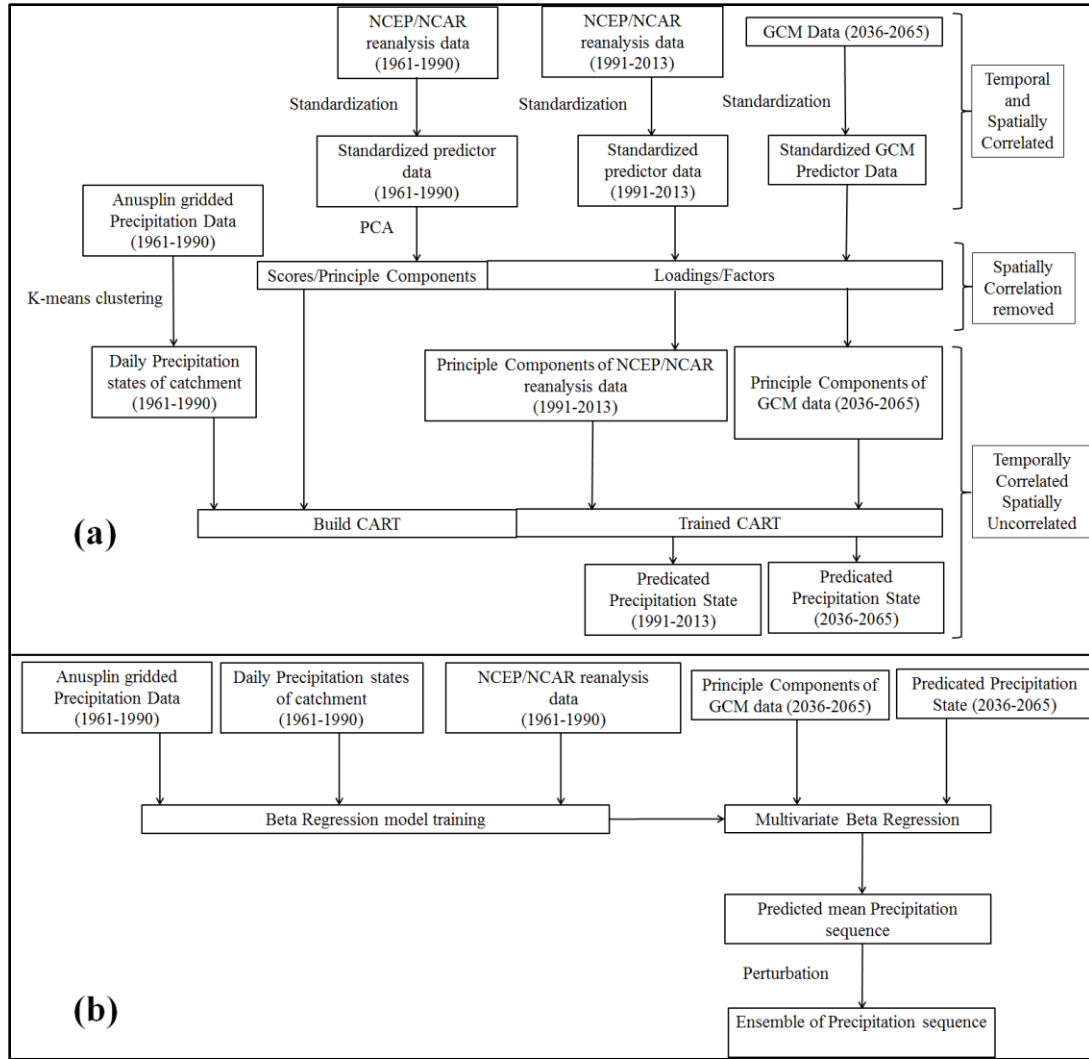 NCEP/NCAR
reanalysis data
(1961-1990)
NCEP/NCAR
reanalysis data
(1991-2013)
GCM Data (2036-2065)
Temporal
and
Spatially
Correlated
Standardization
Standardization
Standardization
Standardized predictor
data
(1961-1990)
Standardized
predictor data
(1991-2013)
Standardized GCM
Predictor Data
Anusplin gridded
Precipitation Data
(1961-1990)
PCA
Scores/Principle Components
Loadings/Factors
Spatially
Correlation
removed
K-means clustering
Daily Precipitation
states of catchment
(1961-1990)
Principle Components of NCEP/NCAR
reanalysis data
(1991-2013)
Principle Components of
GCM data (2036-2065)
Temporally
Correlated
Spatially
Uncorrelated
(a)
Build CART
Trained CART
Predicated
Precipitation State
(1991-2013)
Predicated
Precipitation State
(2036-2065)
Anusplin gridded
Precipitation Data
(1961-1990)
Daily Precipitation states
of catchment
(1961-1990)
NCEP/NCAR reanalysis
data
(1961-1990)
Principle Components of
GCM data (2036-2065)
Predicated Precipitation
State (2036-2065)
Beta Regression model training
Multivariate Beta Regression
Predicted mean Precipitation
sequence
Perturbation
(b)
Ensemble of Precipitation sequence